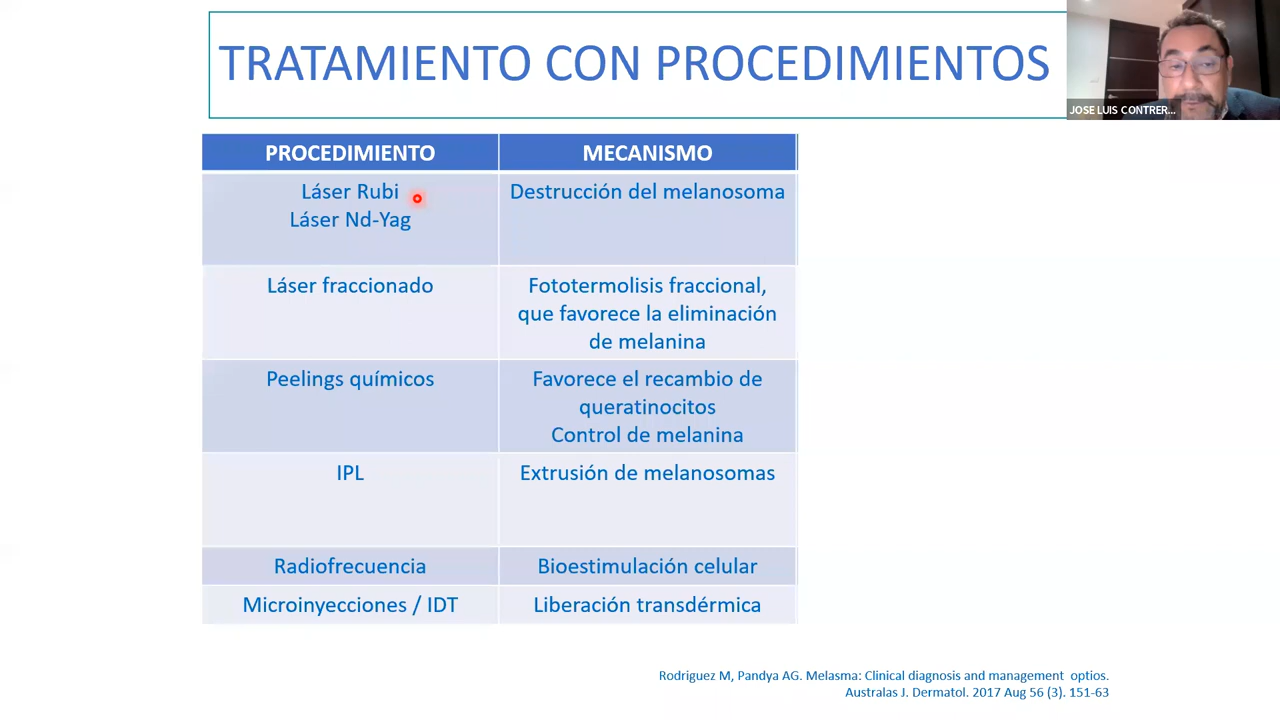 TRATAMIENTO CON PROCEDIMIENTOS
JOSE LUIS CONTRER...
PROCEDIMIENTO
MECANISMO
Láser Rubi
Láser Nd-Yag
Destrucción del melanosoma
Láser fraccionado
Fototermolisis fraccional,
que favorece la eliminación
de melanina
Peelings químicos
Favorece el recambio de
queratinocitos
Control de melanina
IPL
Extrusión de melanosomas
Radiofrecuencia
Bioestimulación celular
Microinyecciones / IDT
Liberación transdérmica
Rodriguez M, Pandya AG. Melasma: Clinical diagnosis and management optios.
Australas J. Dermatol. 2017 Aug 56 (3). 151-63